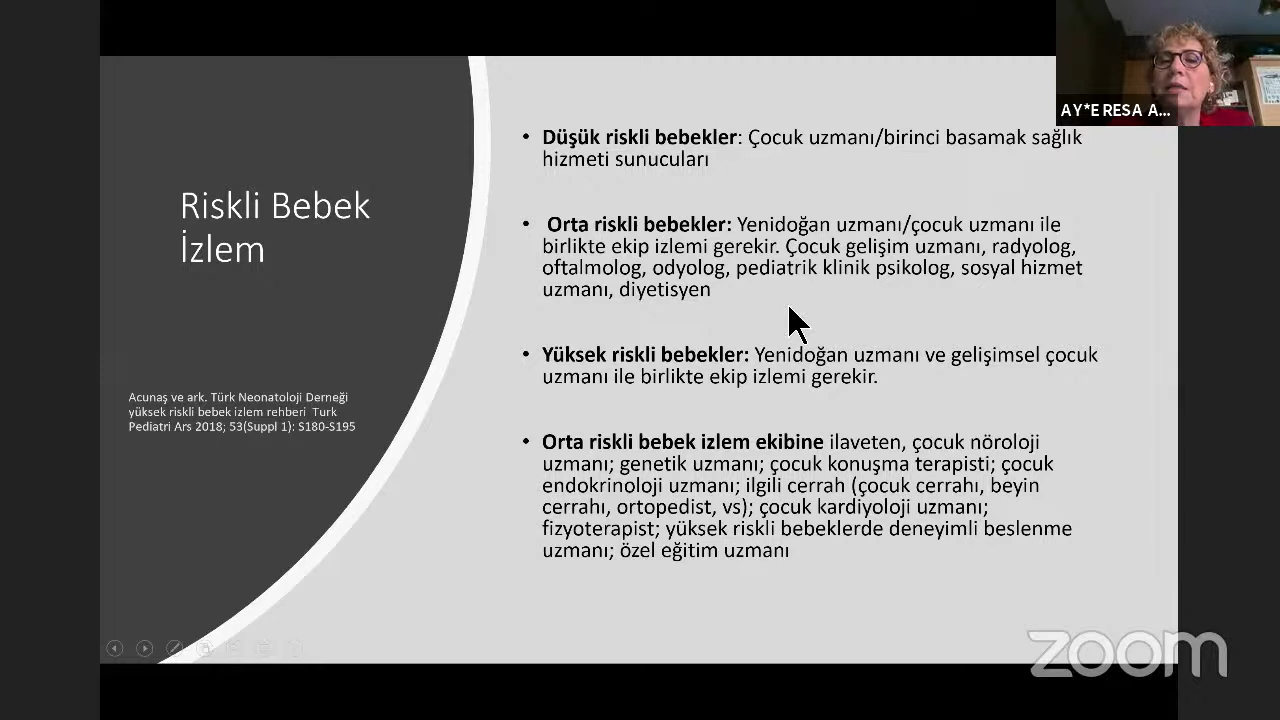 AY*E RESA A...
Riskli Bebek
İzlem
Acunaş ve ark. Türk Neonatoloji Derneği
yüksek riskli bebek izlem rehberi Turk
Pediatri Ars 2018; 53(Suppl 1): S180-S195
• Düşük riskli bebekler: Çocuk uzmanı/birinci basamak sağlık
hizmeti sunucuları
• Orta riskli bebekler: Yenidoğan uzmanı/çocuk uzmanı ile
birlikte ekip izlemi gerekir. Çocuk gelişim uzmanı, radyolog,
oftalmolog, odyolog, pediatrik klinik psikolog, sosyal hizmet
uzmanı, diyetisyen
• Yüksek riskli bebekler: Yenidoğan uzmanı ve gelişimsel çocuk
uzmanı ile birlikte ekip izlemi gerekir.
• Orta riskli bebek izlem ekibine ilaveten, çocuk nöroloji
uzmanı; genetik uzmanı; çocuk konuşma terapisti; çocuk
endokrinoloji uzmanı; ilgili cerrah (çocuk cerrahı, beyin
cerrahı, ortopedist, vs); çocuk kardiyoloji uzmanı;
fizyoterapist; yüksek riskli bebeklerde deneyimli beslenme
uzmanı; özel eğitim uzmanı
zoom